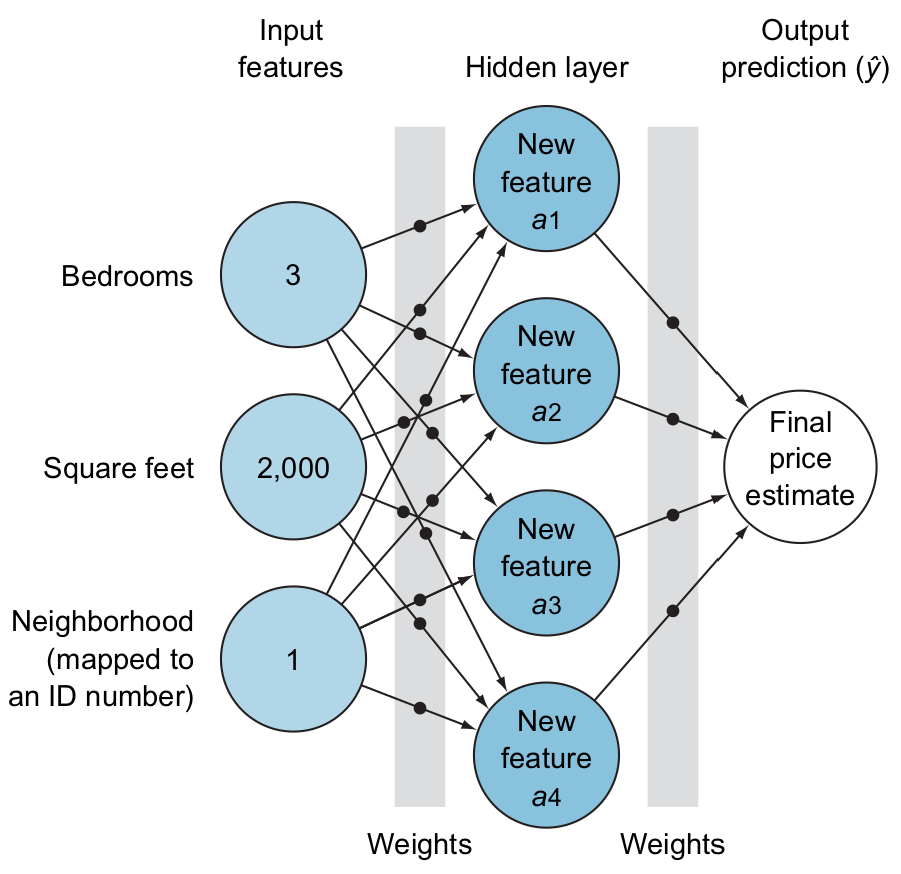 Input
features
Hidden layer
Output
prediction (ŷ)
New
feature
a1
Bedrooms
3
New
feature
a2
Square feet
2,000
Final
price
estimate
New
feature
a3
Neighborhood
(mapped to
an ID number)
1
New
feature
a4
Weights
Weights